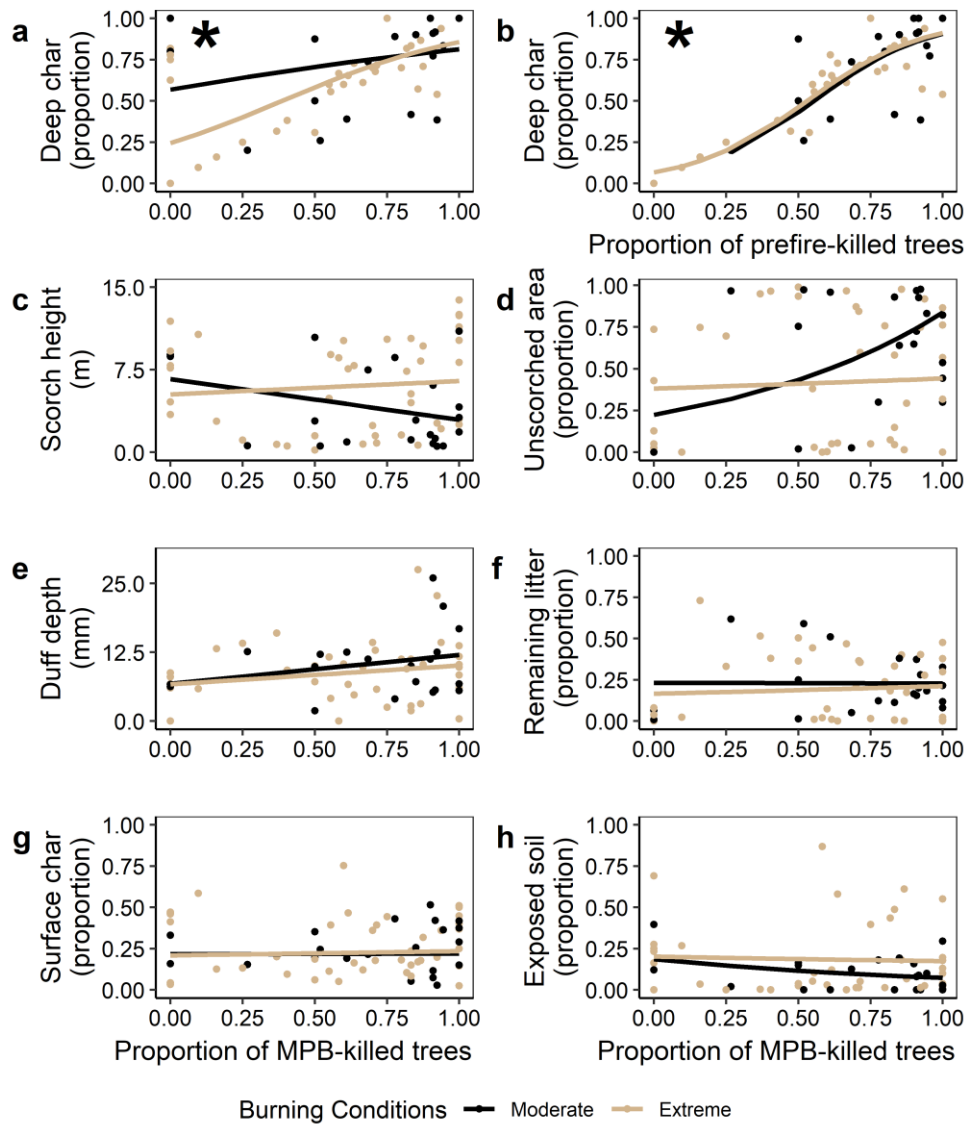 a
*
Deep char
(proportion)
1.00
0.75
0.50
0.25
0.00
0.00 0.25 0.50 0.75 1.00
b
*
Deep char
(proportion)
1.00
0.75
0.50
0.25
0.00
0.00 0.25 0.50 0.75 1.00
Proportion of prefire-killed trees
c
Scorch height
(m)
15.0
7.5
0.0
0.00 0.25 0.50 0.75 1.00
d
Unscorched area
(proportion)
1.00
0.75
0.50
0.25
0.00
0.00 0.25 0.50 0.75 1.00
e
Duff depth
(mm)
25.0
12.5
0.0
0.00 0.25 0.50 0.75 1.00
f
Remaining litter
(proportion)
1.00
0.75
0.50
0.25
0.00
0.00 0.25 0.50 0.75 1.00
g
Surface char
(proportion)
1.00
0.75
0.50
0.25
0.00
0.00 0.25 0.50 0.75 1.00
Proportion of MPB-killed trees
h
Exposed soil
(proportion)
1.00
0.75
0.50
0.25
0.00
0.00 0.25 0.50 0.75 1.00
Proportion of MPB-killed trees
Burning Conditions Moderate Extreme